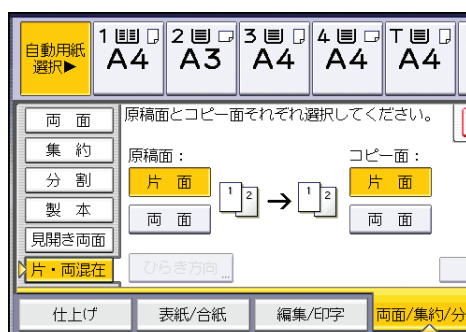 自動用紙
選択▶
1
A4
2
A3
3
A4
4
A4
T
A4
両 面
集 約
分 割
製 本
見開き両面
片・両混在
原稿面とコピー面それぞれ選択してください。
原稿面：
コピー面：
片 面
両 面
1 2
1 2
片 面
両 面
ひらき方向
仕上げ
表紙/合紙
編集/印字
両面/集約/分